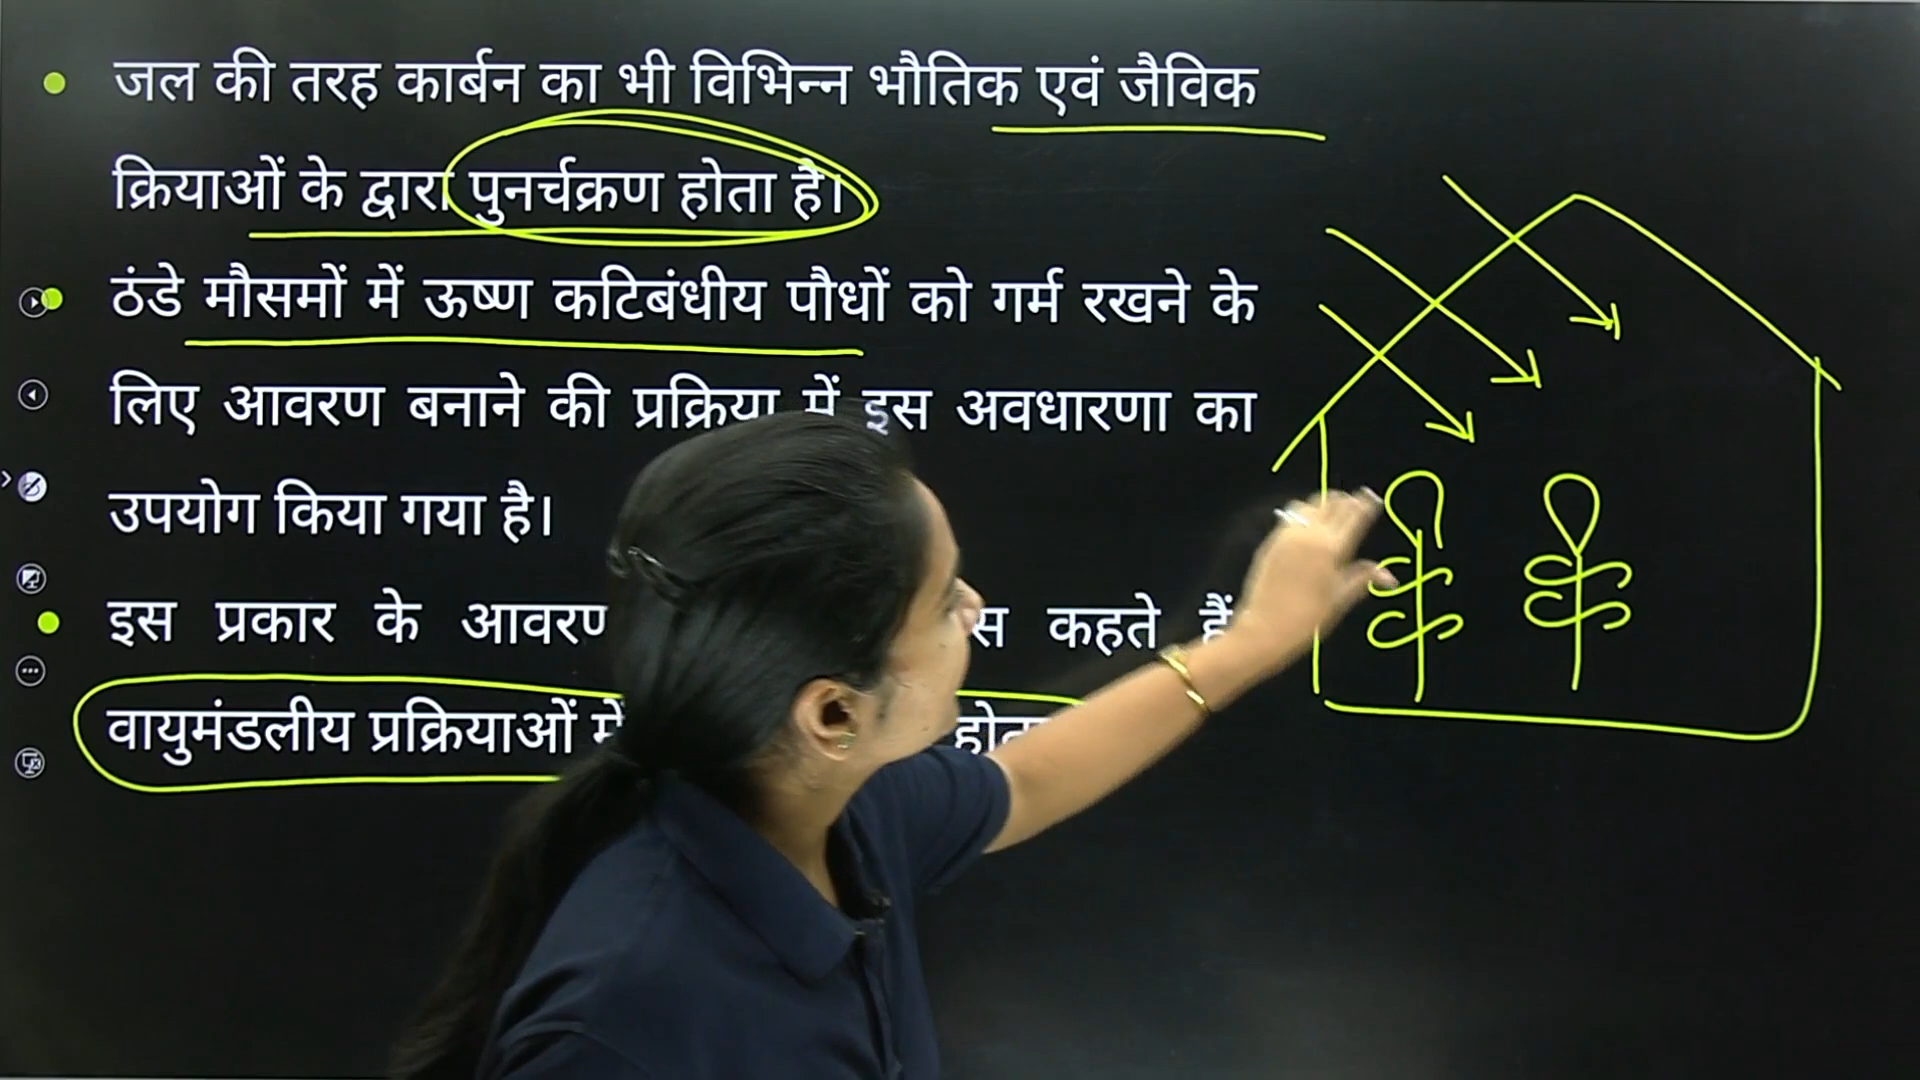 जल की तरह कार्बन का भी विभिन्न भौतिक एवं जैविक
क्रियाओं के द्वारा पुनर्चक्रण होता है।
ठंडे मौसमों में ऊष्ण कटिबंधीय पौधों को गर्म रखने के
लिए आवरण बनाने की प्रक्रिया में इस अवधारणा का
उपयोग किया गया है।
इस प्रकार के आवरण कहते हैं
वायुमंडलीय प्रक्रियाओं में